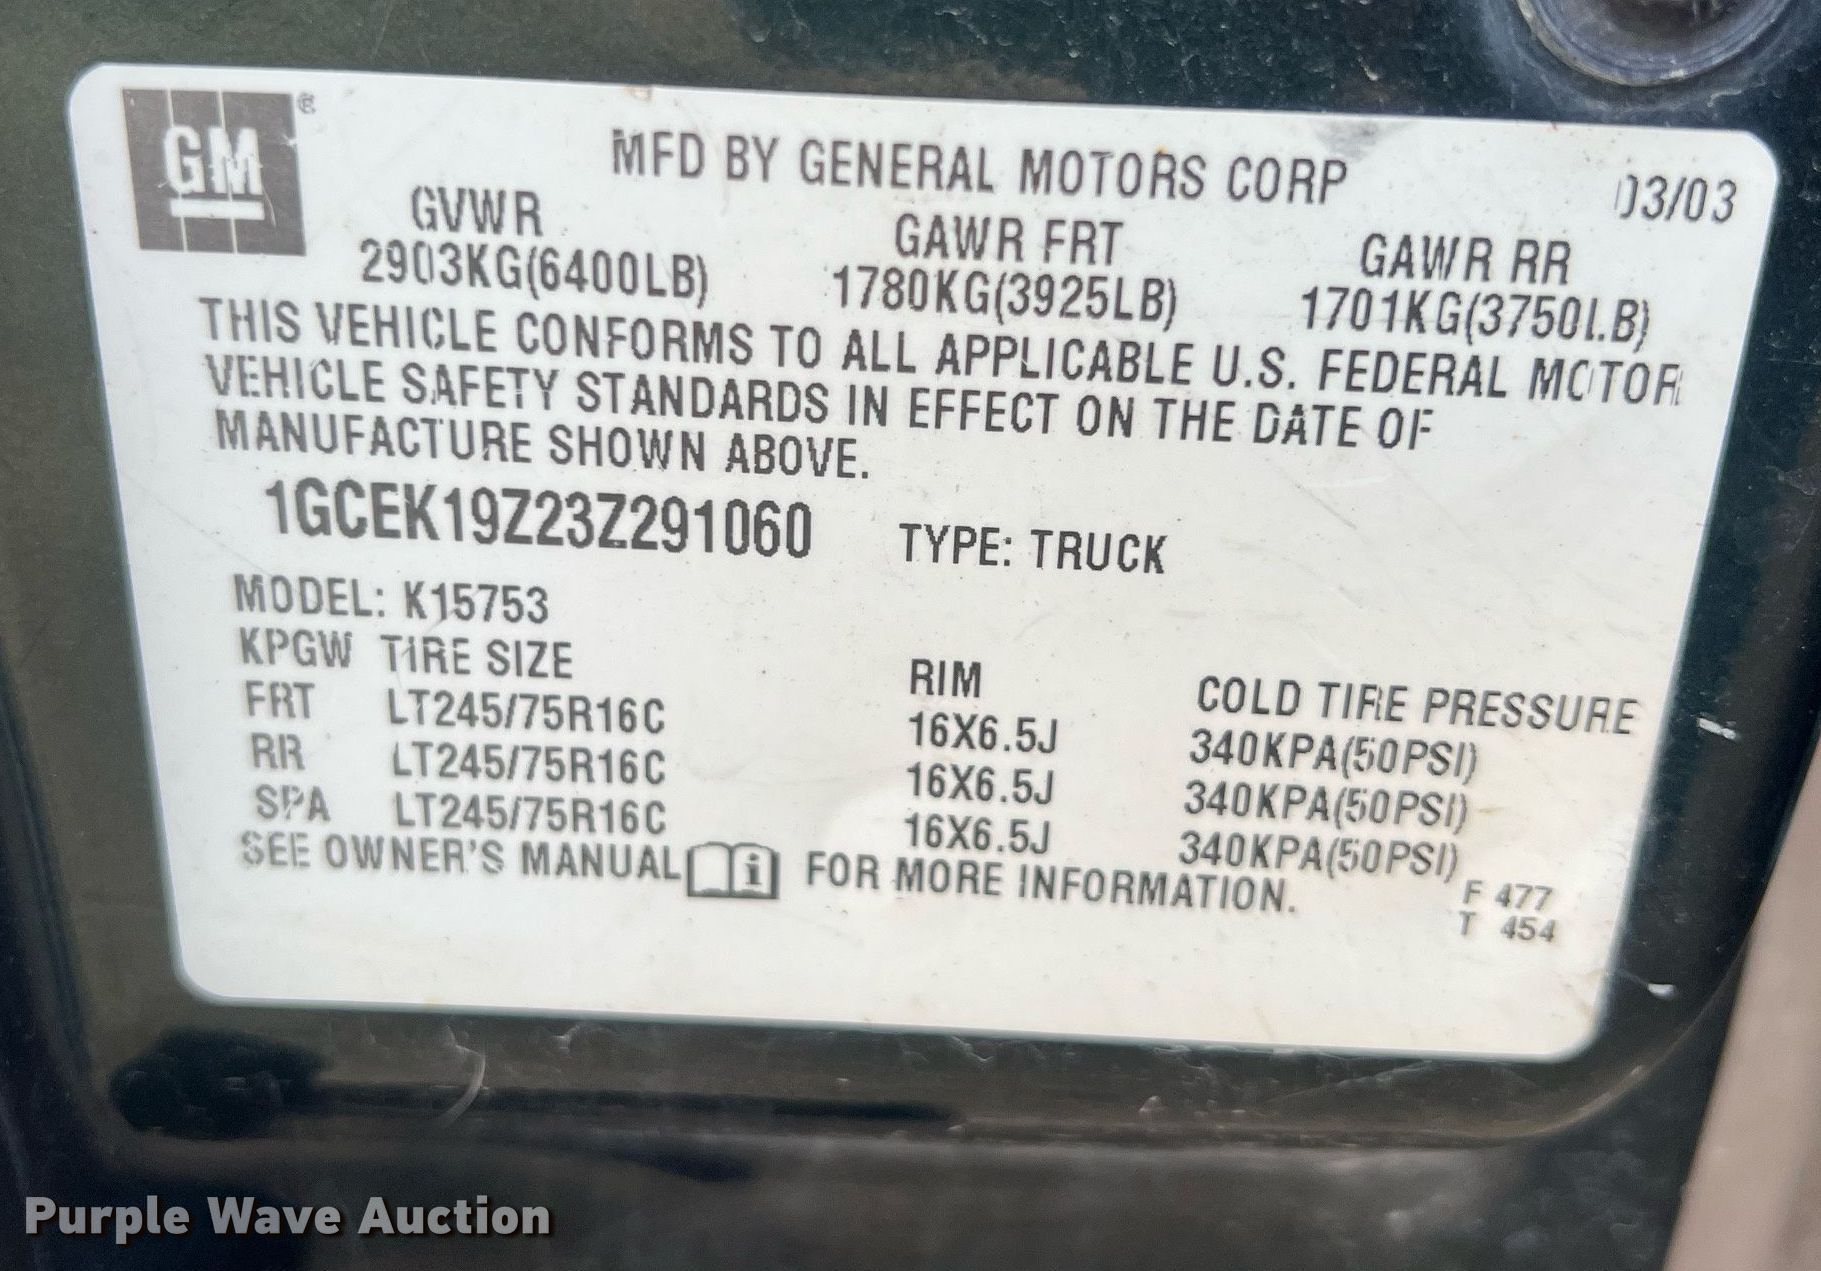 GM ®
MFD BY GENERAL MOTORS CORP 03/03
GVWR GAWR FRT GAWR RR
2903KG(6400LB) 1780KG(3925LB) 1701KG(3750LB)
THIS VEHICLE CONFORMS TO ALL APPLICABLE U.S. FEDERAL MOTOR
VEHICLE SAFETY STANDARDS IN EFFECT ON THE DATE OF
MANUFACTURE SHOWN ABOVE.
1GCEK19Z23Z291060 TYPE: TRUCK
MODEL: K15753
KPGW TIRE SIZE RIM COLD TIRE PRESSURE
FRT LT245/75R16C 16X6.5J 340KPA(50PSI)
RR LT245/75R16C 16X6.5J 340KPA(50PSI)
SPA LT245/75R16C 16X6.5J 340KPA(50PSI)
SEE OWNER'S MANUAL i FOR MORE INFORMATION.
F 477
T 454
Purple Wave Auction